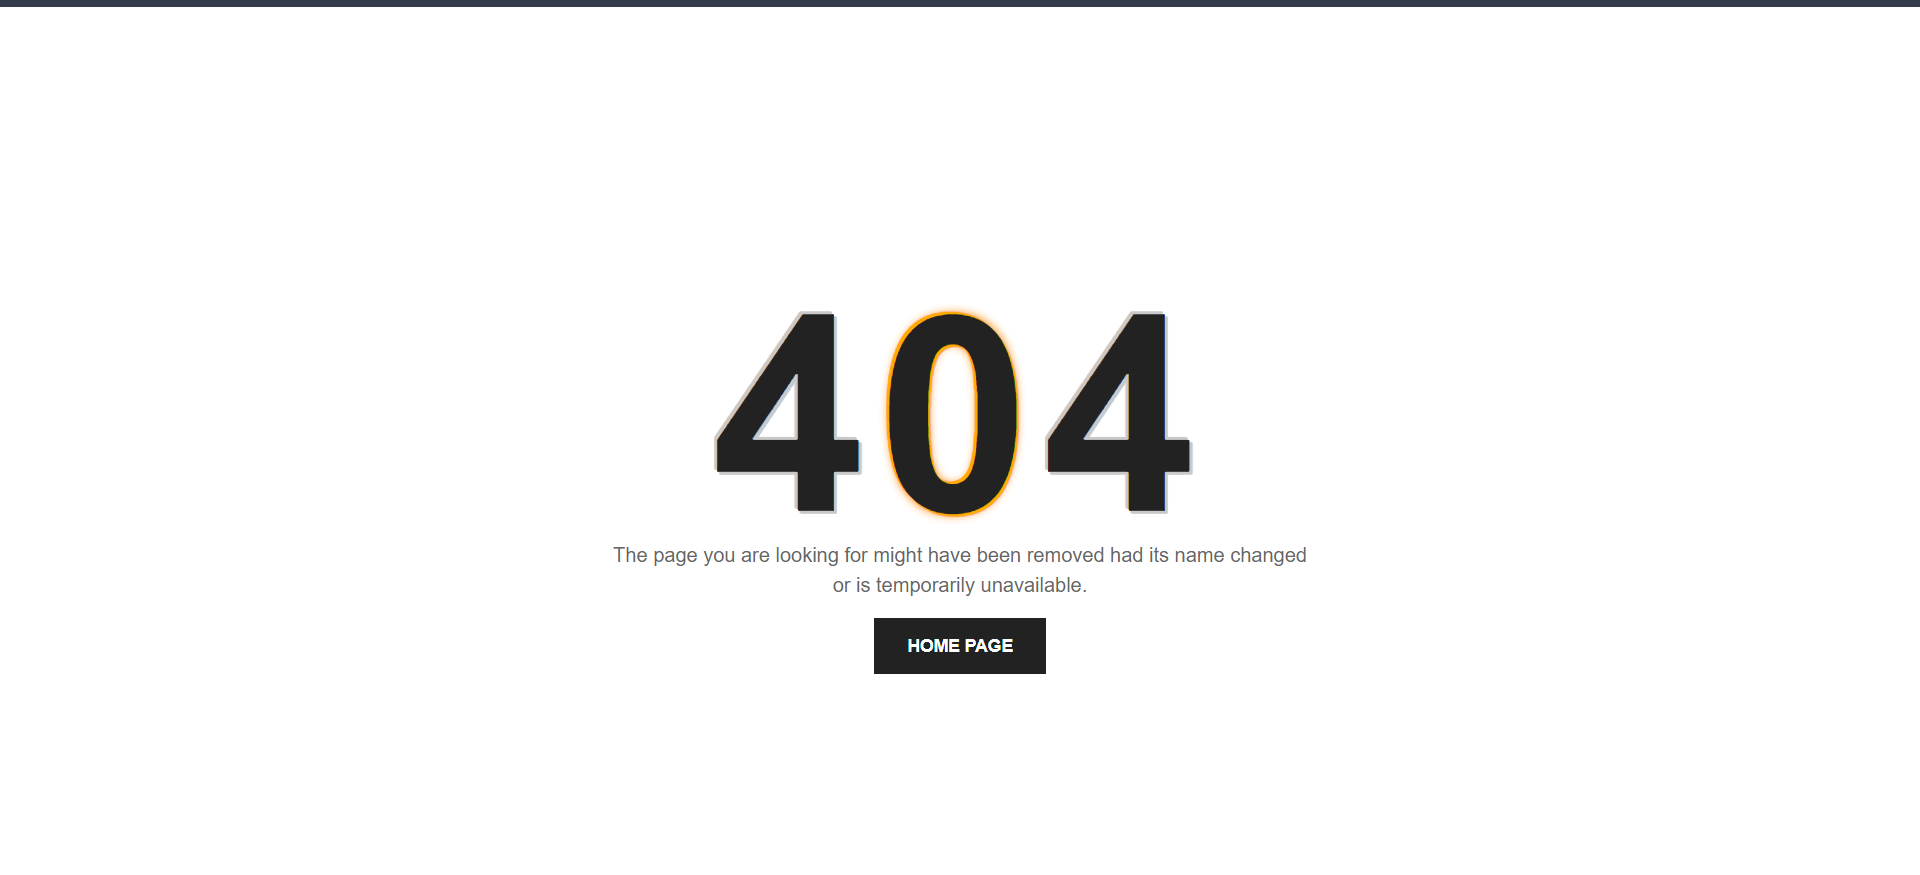 404
The page you are looking for might have been removed had its name changed
or is temporarily unavailable.
HOME PAGE